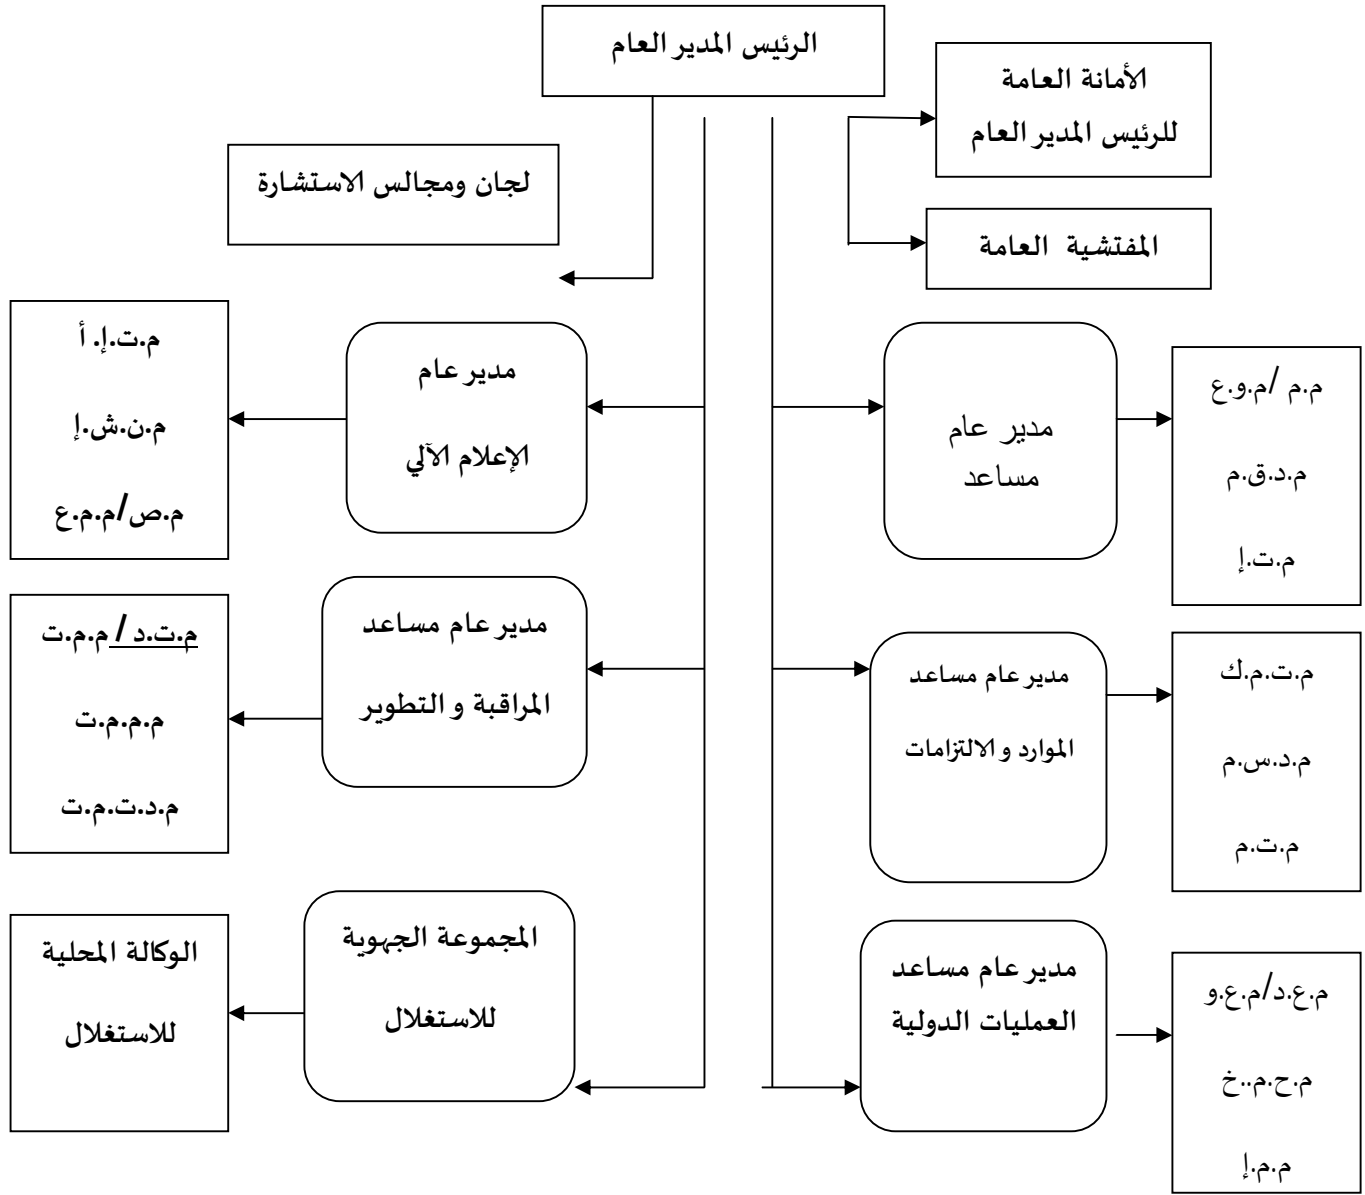 الرئيس المدير العام
الأمانة العامة
للرئيس المدير العام
لجان ومجالس الاستشارة
المفتشية العامة
مدير عام
مساعد
م.م /م.و.ع
م.د.ق.م
م.ت.إ
مدير عام
الإعلام الآلي
م.ت.إ. أ
م.ن.ش.إ
م.ص/م.م.ع
مدير عام مساعد
الموارد و الالتزامات
م.ت.م.ك
م.د.س.م
م.ت.م
مدير عام مساعد
المراقبة و التطوير
م.ت.د / م.م.ت
م.م.م.ت
م.د.ت.م.ت
مدير عام مساعد
العمليات الدولية
م.ع.د/م.ع.و
م.ح.م..خ
م.م.إ
المجموعة الجهوية
للاستغلال
الوكالة المحلية
للاستغلال